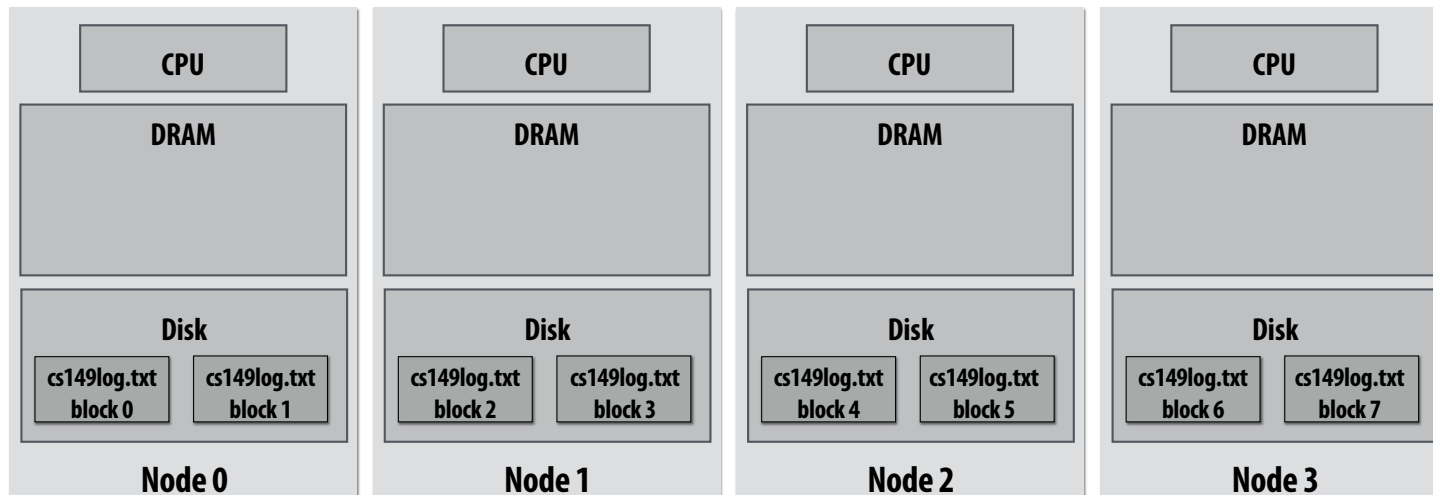 CPU
DRAM
Disk
cs149log.txt
block 0
cs149log.txt
block 1
Node 0
CPU
DRAM
Disk
cs149log.txt
block 2
cs149log.txt
block 3
Node 1
CPU
DRAM
Disk
cs149log.txt
block 4
cs149log.txt
block 5
Node 2
CPU
DRAM
Disk
cs149log.txt
block 6
cs149log.txt
block 7
Node 3